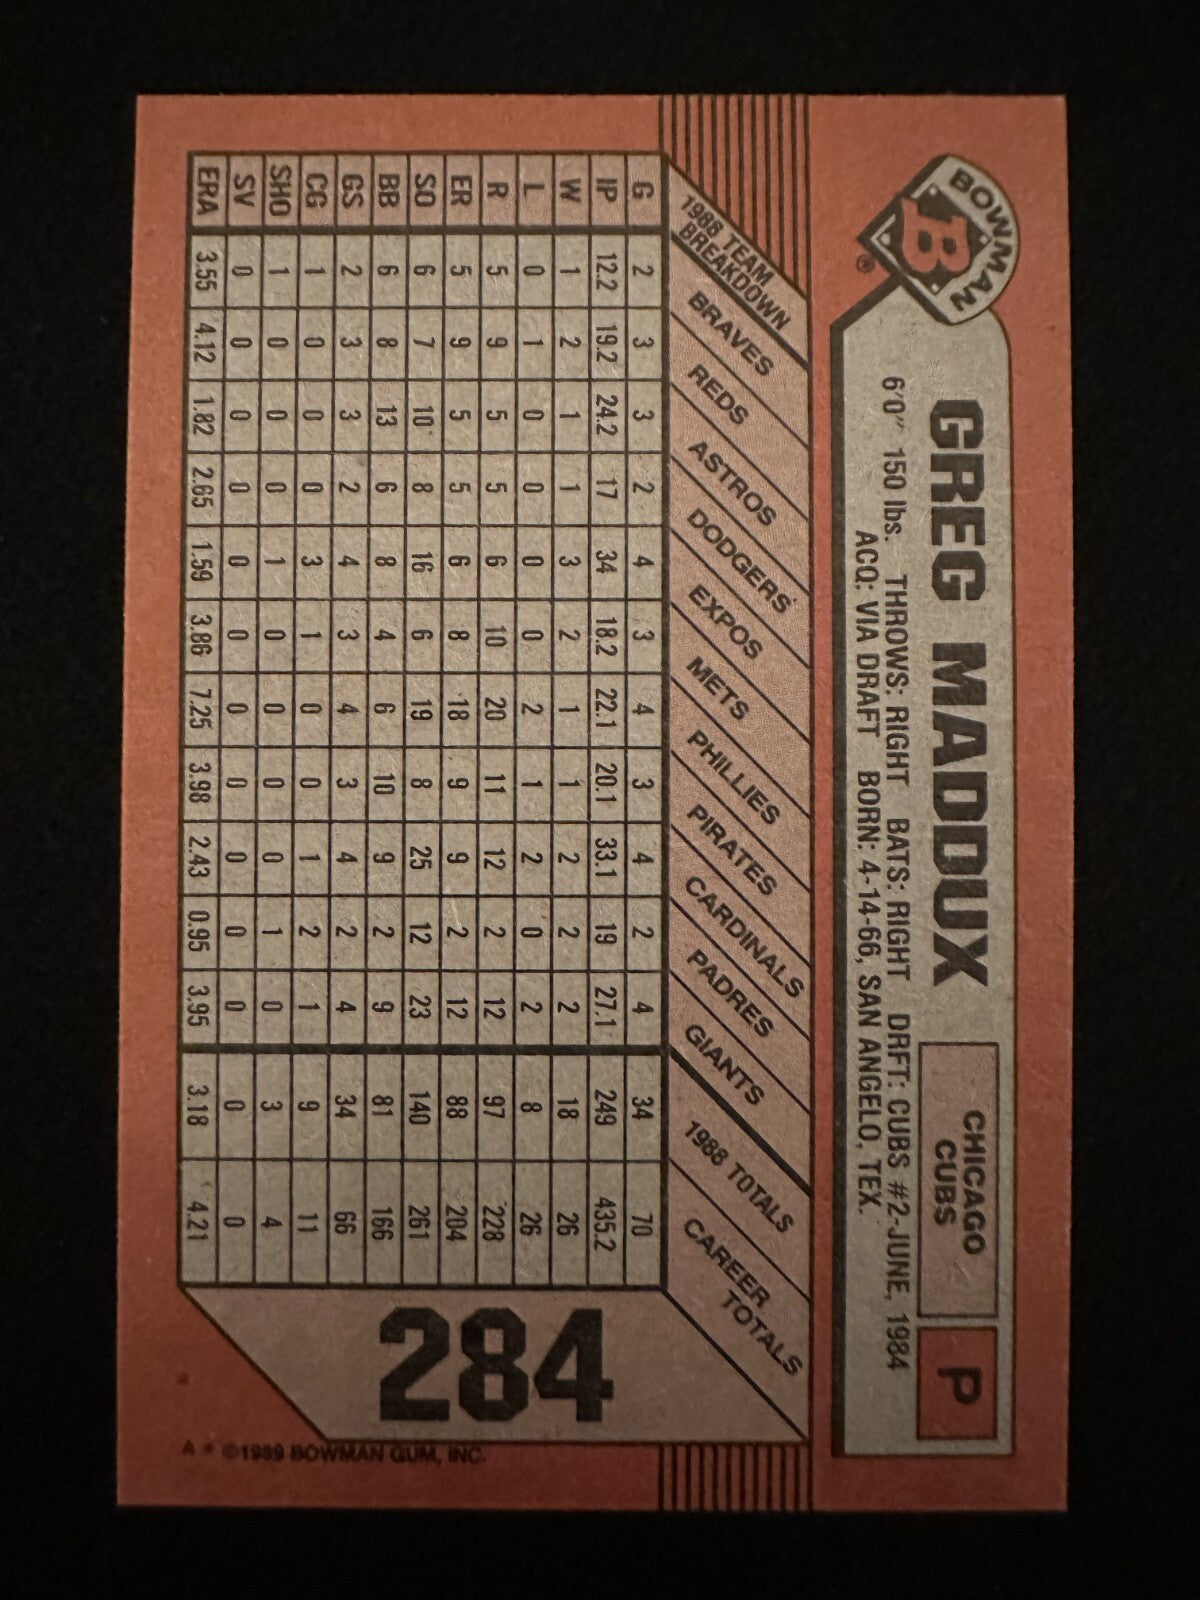 BOWMAN
B
®
GREG MADDUX
CHICAGO
CUBS
P
6'0" 150 lbs. THROWS: RIGHT BATS: RIGHT DRFT: CUBS #2-JUNE, 1984
ACQ: VIA DRAFT BORN: 4-14-66, SAN ANGELO, TEX.
1988 TEAM
BREAKDOWN
BRAVES
REDS
ASTROS
DODGERS
EXPOS
METS
PHILLIES
PIRATES
CARDINALS
PADRES
GIANTS
1988 TOTALS
CAREER
TOTALS
G 2 3 3 2 4 3 4 3 4 2 4 34 70
IP 12.2 19.2 24.2 17 34 18.2 22.1 20.1 33.1 19 27.1 249 435.2
W 1 2 1 1 3 2 1 1 2 2 2 18 26
L 0 1 0 0 0 0 2 1 2 0 2 8 26
R 5 9 5 5 6 10 20 11 12 2 12 97 228
ER 5 9 5 5 6 8 18 9 9 2 12 88 204
SO 6 7 10 8 16 6 19 8 25 12 23 140 261
BB 6 8 13 6 8 4 6 10 9 2 9 81 166
GS 2 3 3 2 4 3 4 3 4 2 4 34 66
CG 1 0 0 0 3 1 0 0 1 2 1 9 11
SHO 1 0 0 0 1 0 0 0 0 1 0 3 4
SV 0 0 0 0 0 0 0 0 0 0 0 0 0
ERA 3.55 4.12 1.82 2.65 1.59 3.86 7.25 3.98 2.43 0.95 3.95 3.18 4.21
284
A * ©1989 BOWMAN GUM, INC.